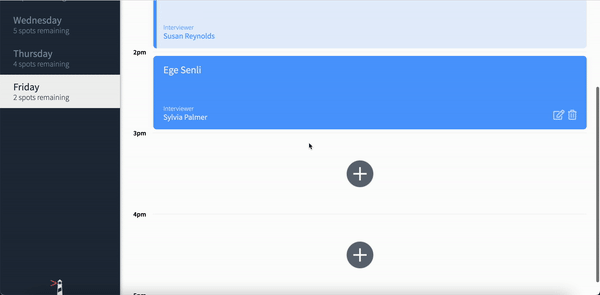 Wednesday
5 spots remaining
Thursday
4 spots remaining
Friday
2 spots remaining
Interviewer
Susan Reynolds
2pm
Ege Senli
Interviewer
Sylvia Palmer
3pm
4pm